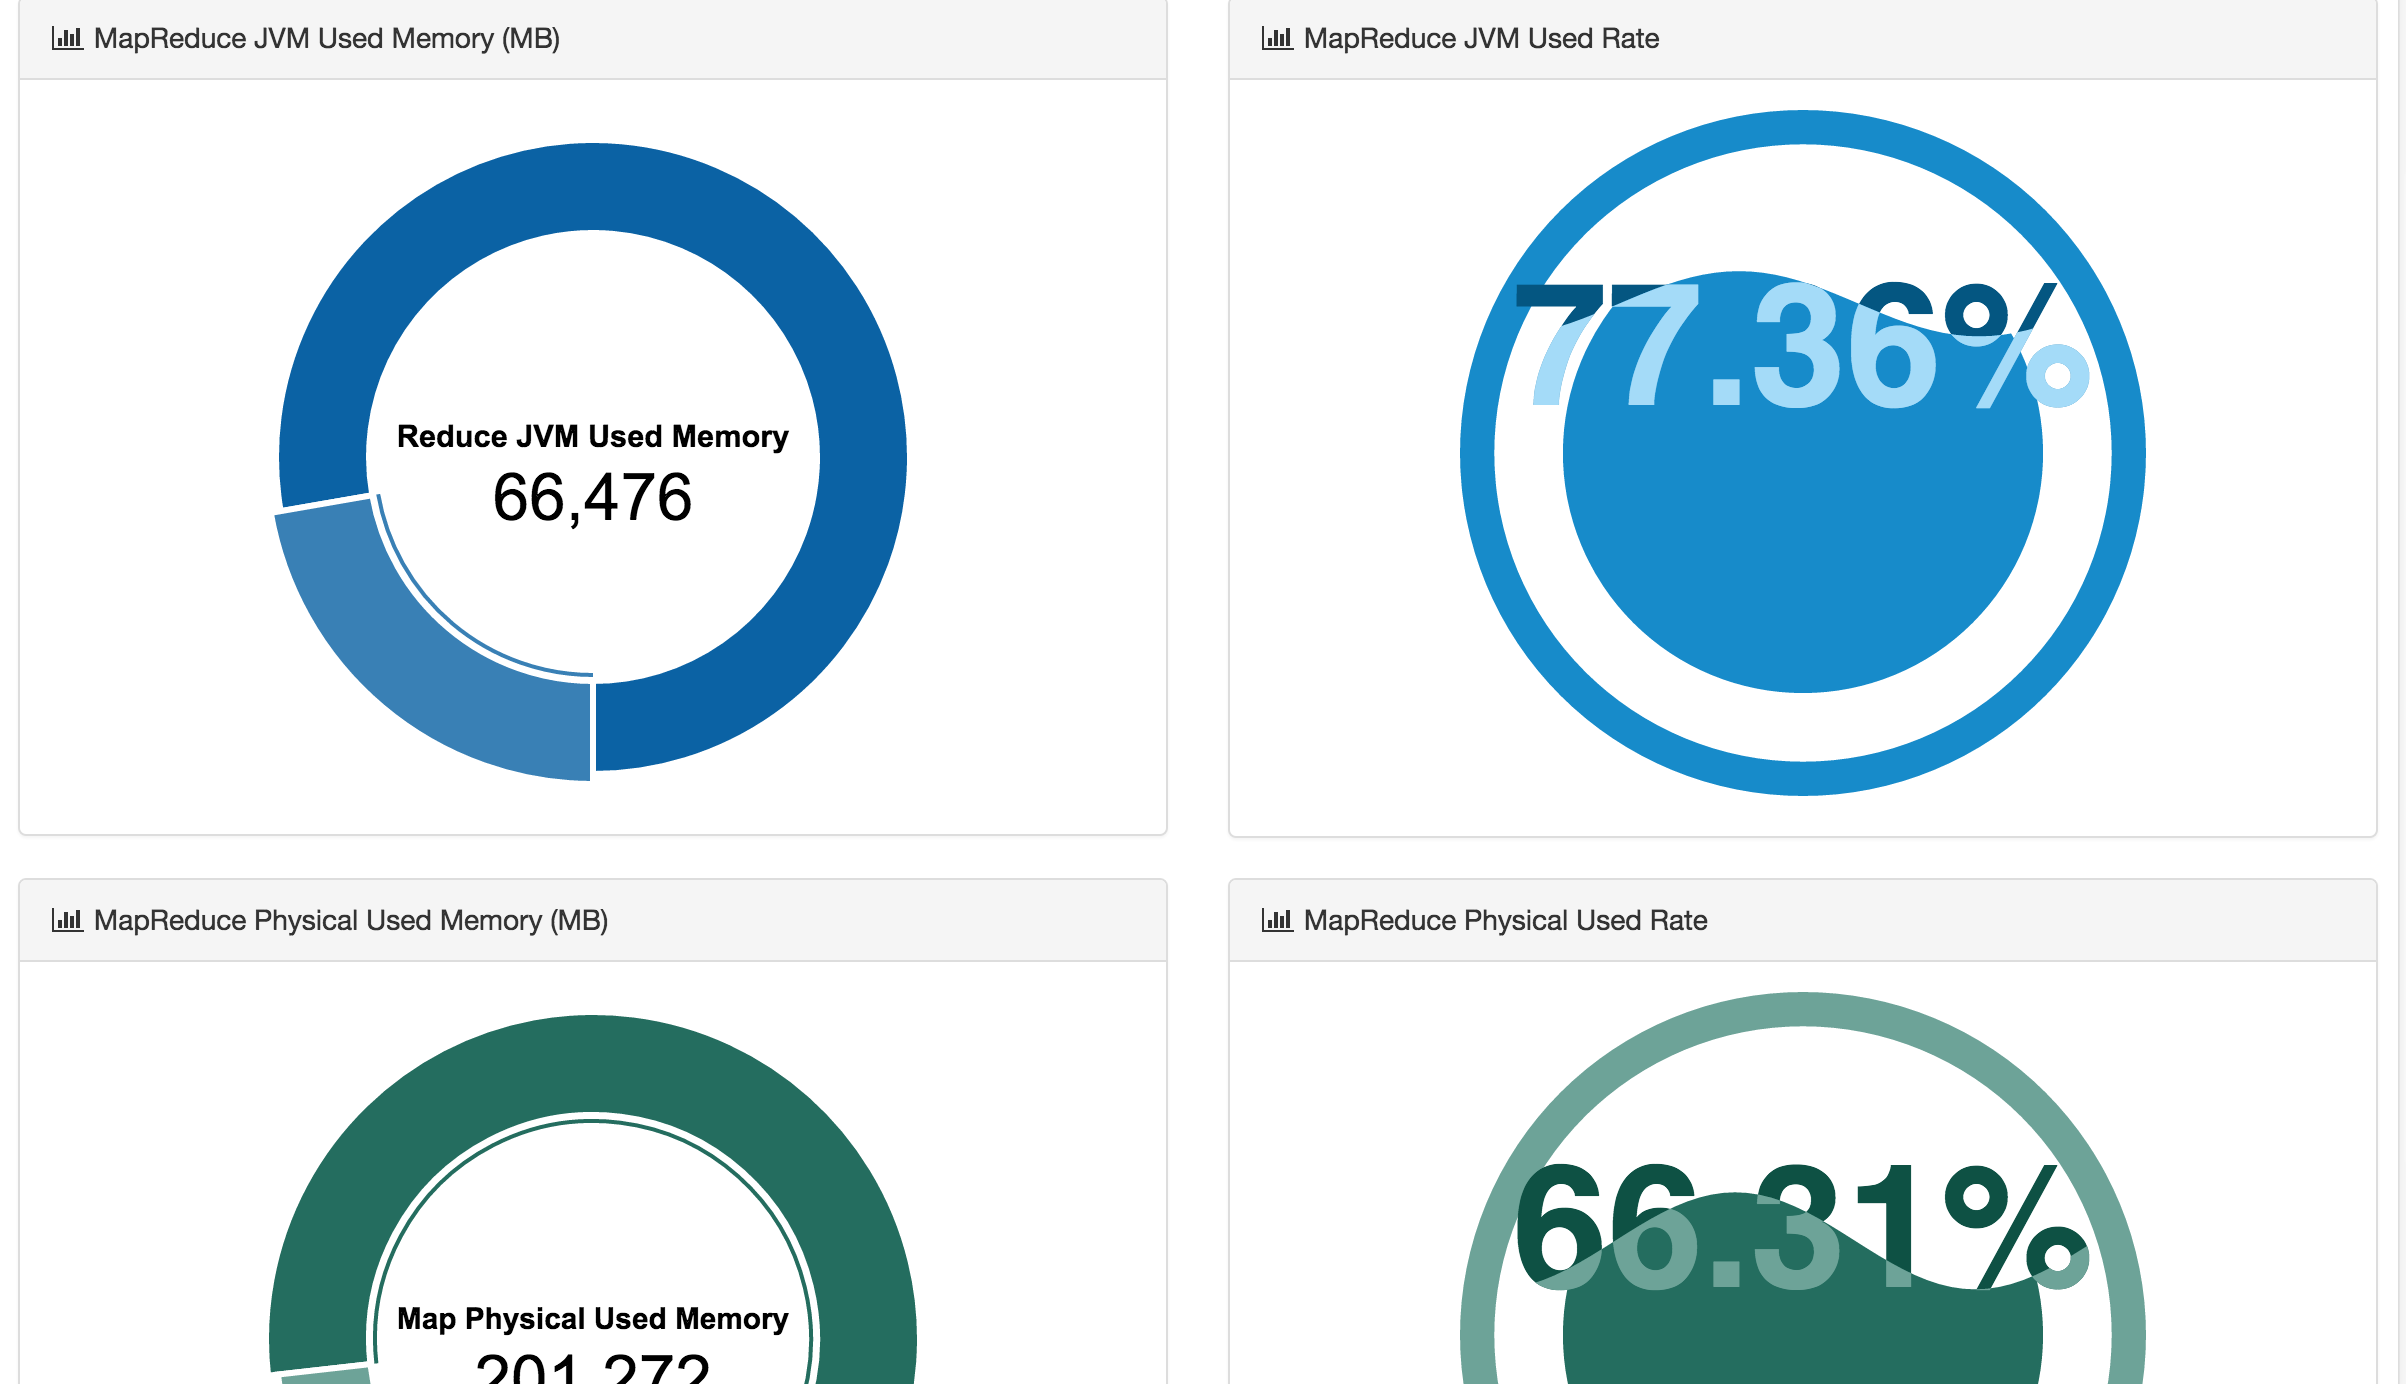 MapReduce JVM Used Memory (MB)
MapReduce JVM Used Rate
Reduce JVM Used Memory
66,476
77.36%
MapReduce Physical Used Memory (MB)
MapReduce Physical Used Rate
Map Physical Used Memory
201,272
66.31%